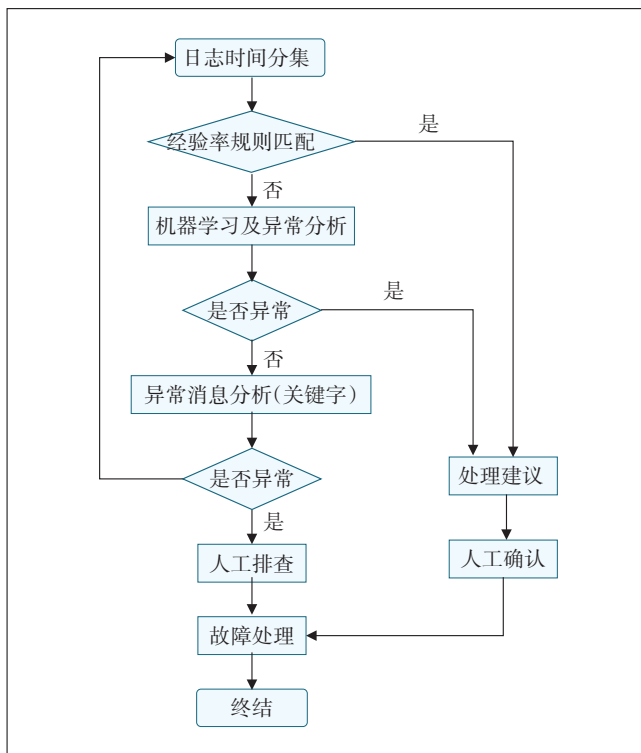 日志时间分集
经验率规则匹配
是
否
机器学习及异常分析
是否异常
是
否
异常消息分析(关键字)
是否异常
处理建议
是
人工排查
人工确认
故障处理
终结